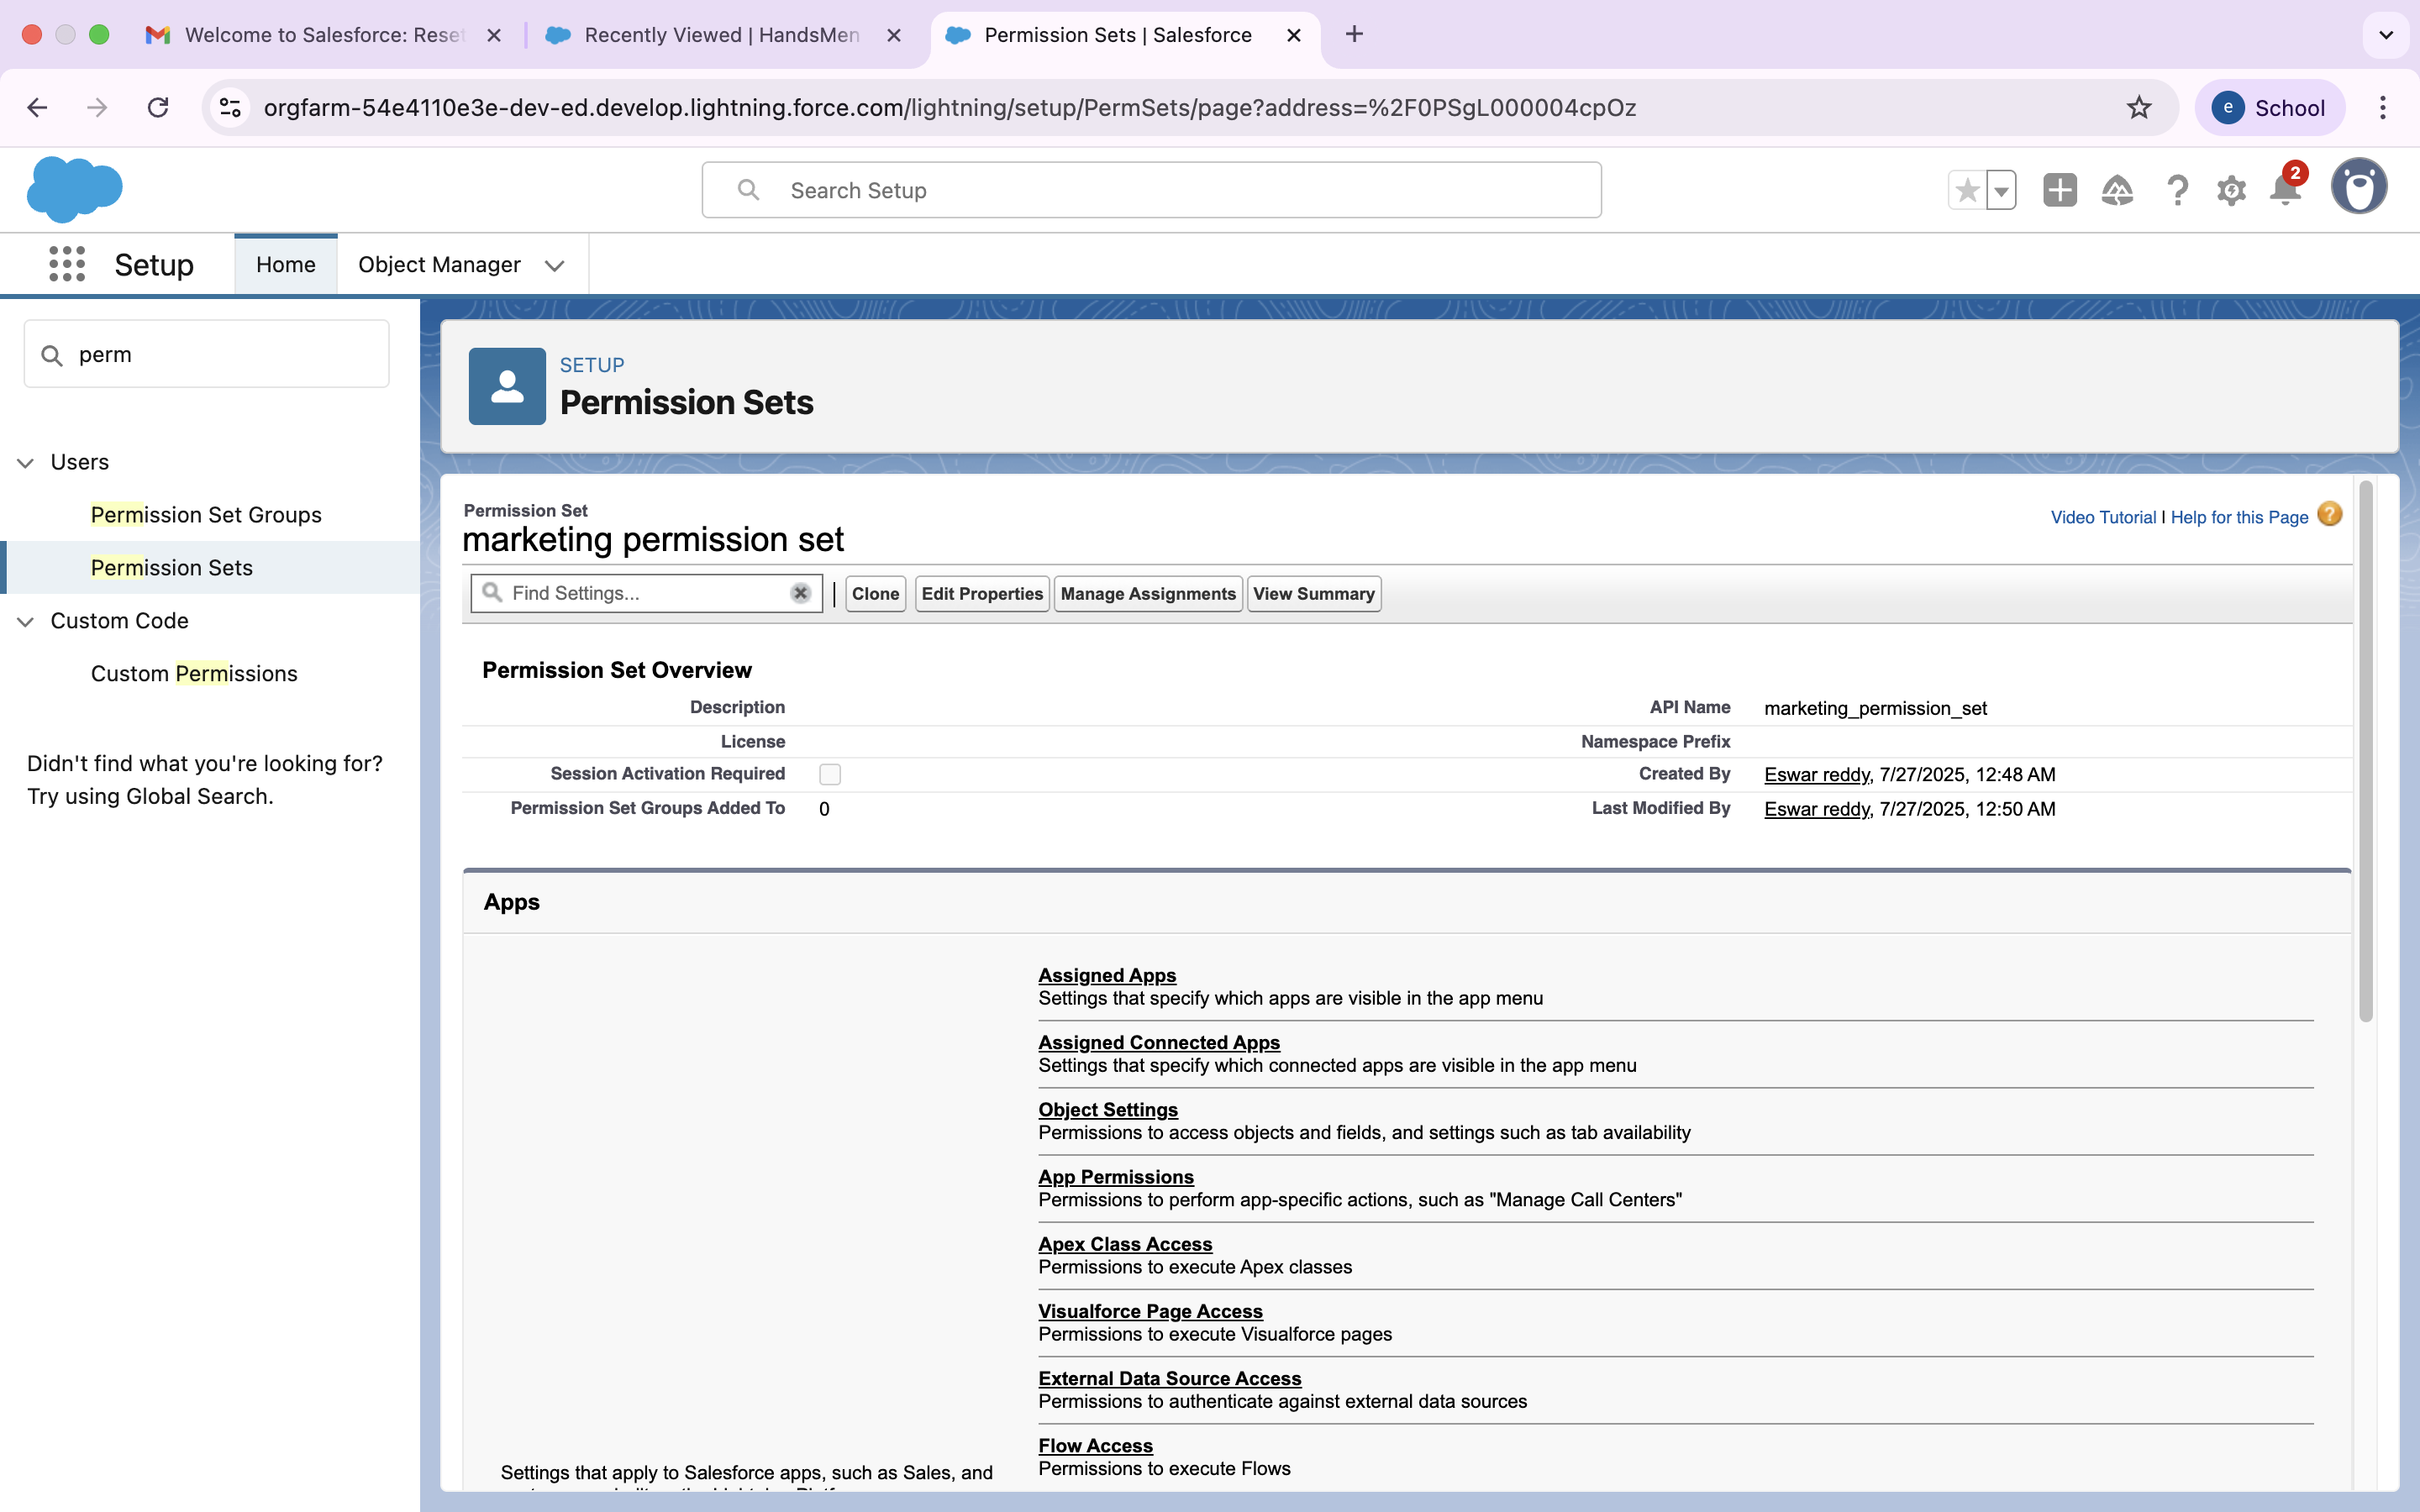 Welcome to Salesforce: Reset
Recently Viewed | HandsMen
Permission Sets | Salesforce
orgfarm-54e4110e3e-dev-ed.develop.lightning.force.com/lightning/setup/PermSets/page?address=%2F0PSgL000004cpOz
e
School
Search Setup
2
Setup
Home
Object Manager
perm
Users
Permission Set Groups
Permission Sets
Custom Code
Custom Permissions
Didn't find what you're looking for?
Try using Global Search.
SETUP
Permission Sets
Permission Set
marketing permission set
Video Tutorial | Help for this Page
Find Settings...
Clone
Edit Properties
Manage Assignments
View Summary
Permission Set Overview
Description
API Name marketing_permission_set
License
Namespace Prefix
Session Activation Required
Created By Eswar reddy, 7/27/2025, 12:48 AM
Permission Set Groups Added To 0
Last Modified By Eswar reddy, 7/27/2025, 12:50 AM
Apps
Assigned Apps
Settings that specify which apps are visible in the app menu
Assigned Connected Apps
Settings that specify which connected apps are visible in the app menu
Object Settings
Permissions to access objects and fields, and settings such as tab availability
App Permissions
Permissions to perform app-specific actions, such as "Manage Call Centers"
Apex Class Access
Permissions to execute Apex classes
Visualforce Page Access
Permissions to execute Visualforce pages
External Data Source Access
Permissions to authenticate against external data sources
Flow Access
Permissions to execute Flows
Settings that apply to Salesforce apps, such as Sales, and